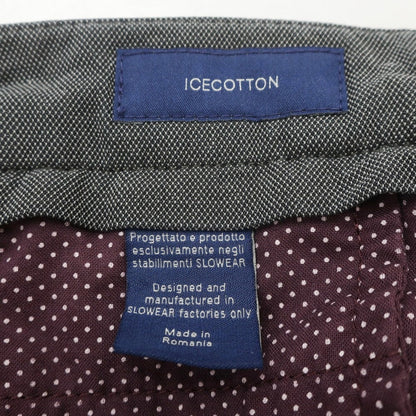 ICECOTTON
Progettato e prodotto
esclusivamente negli
stabilimenti SLOWEAR
Designed and
manufactured in
SLOWEAR factories only
Made in
Romania